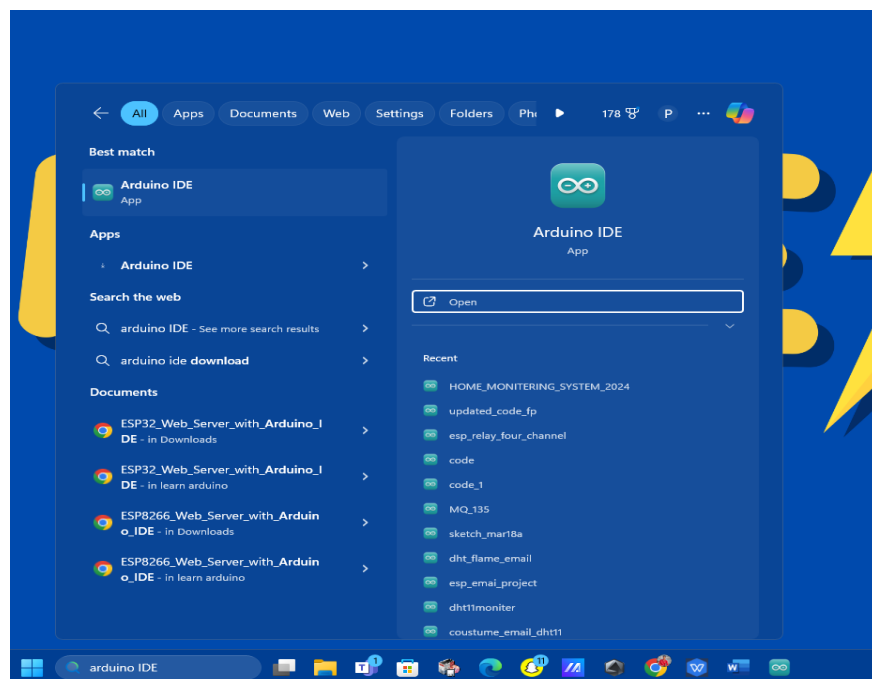 All Apps Documents Web Settings Folders 178 P
Best match
Arduino IDE
App
Apps
Arduino IDE
Search the web
arduino IDE - See more search results
arduino ide download
Documents
ESP32_Web_Server_with_Arduino_I
DE - in Downloads
ESP32_Web_Server_with_Arduino_I
DE - in learn arduino
ESP8266_Web_Server_with_Arduin
o_IDE - in Downloads
ESP8266_Web_Server_with_Arduin
o_IDE - in learn arduino
Arduino IDE
App
Open
Recent
HOME_MONITERING_SYSTEM_2024
updated_code_fp
esp_relay_four_channel
code
code_1
MQ_135
sketch_mar18a
dht_flame_email
esp_emai_project
dht11moniter
coustume_email_dht11
arduino IDE
1
11